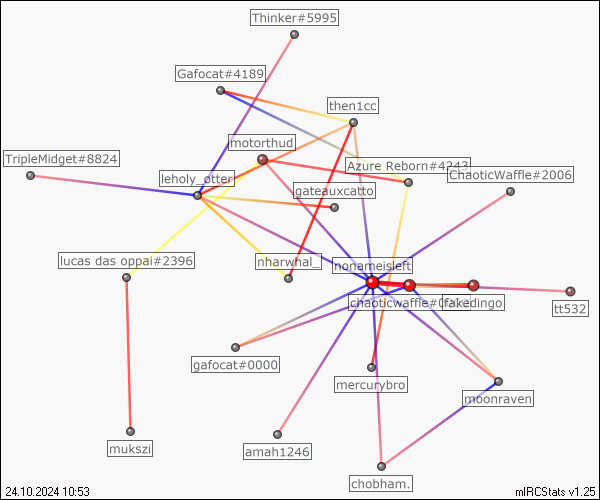 Thinker#5995
Gafocat#4189
then1cc
motorthud
TripleMidget#8824
Azure Reborn#4243
ChaoticWaffle#2006
leholy_otter
gateauxcatto
lucas das oppai#2396
nharwhal_
nonameisleft
chaoticwaffle#0
fakedingo
tt532
gafocat#0000
mercurybro
moonraven
mukszi
amah1246
chobham.
24.10.2024 10:53
mIRCStats v1.25